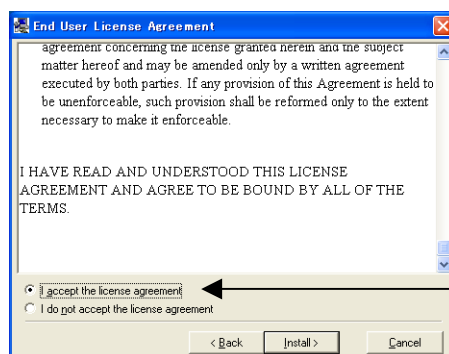 End User License Agreement
agreement concerning the license granted herein and the subject
matter hereof and may be amended only by a written agreement
executed by both parties. If any provision of this Agreement is held to
be unenforceable, such provision shall be reformed only to the extent
necessary to make it enforceable.
I HAVE READ AND UNDERSTOOD THIS LICENSE
AGREEMENT AND AGREE TO BE BOUND BY ALL OF THE
TERMS.
I accept the license agreement
I do not accept the license agreement
< Back Install > Cancel